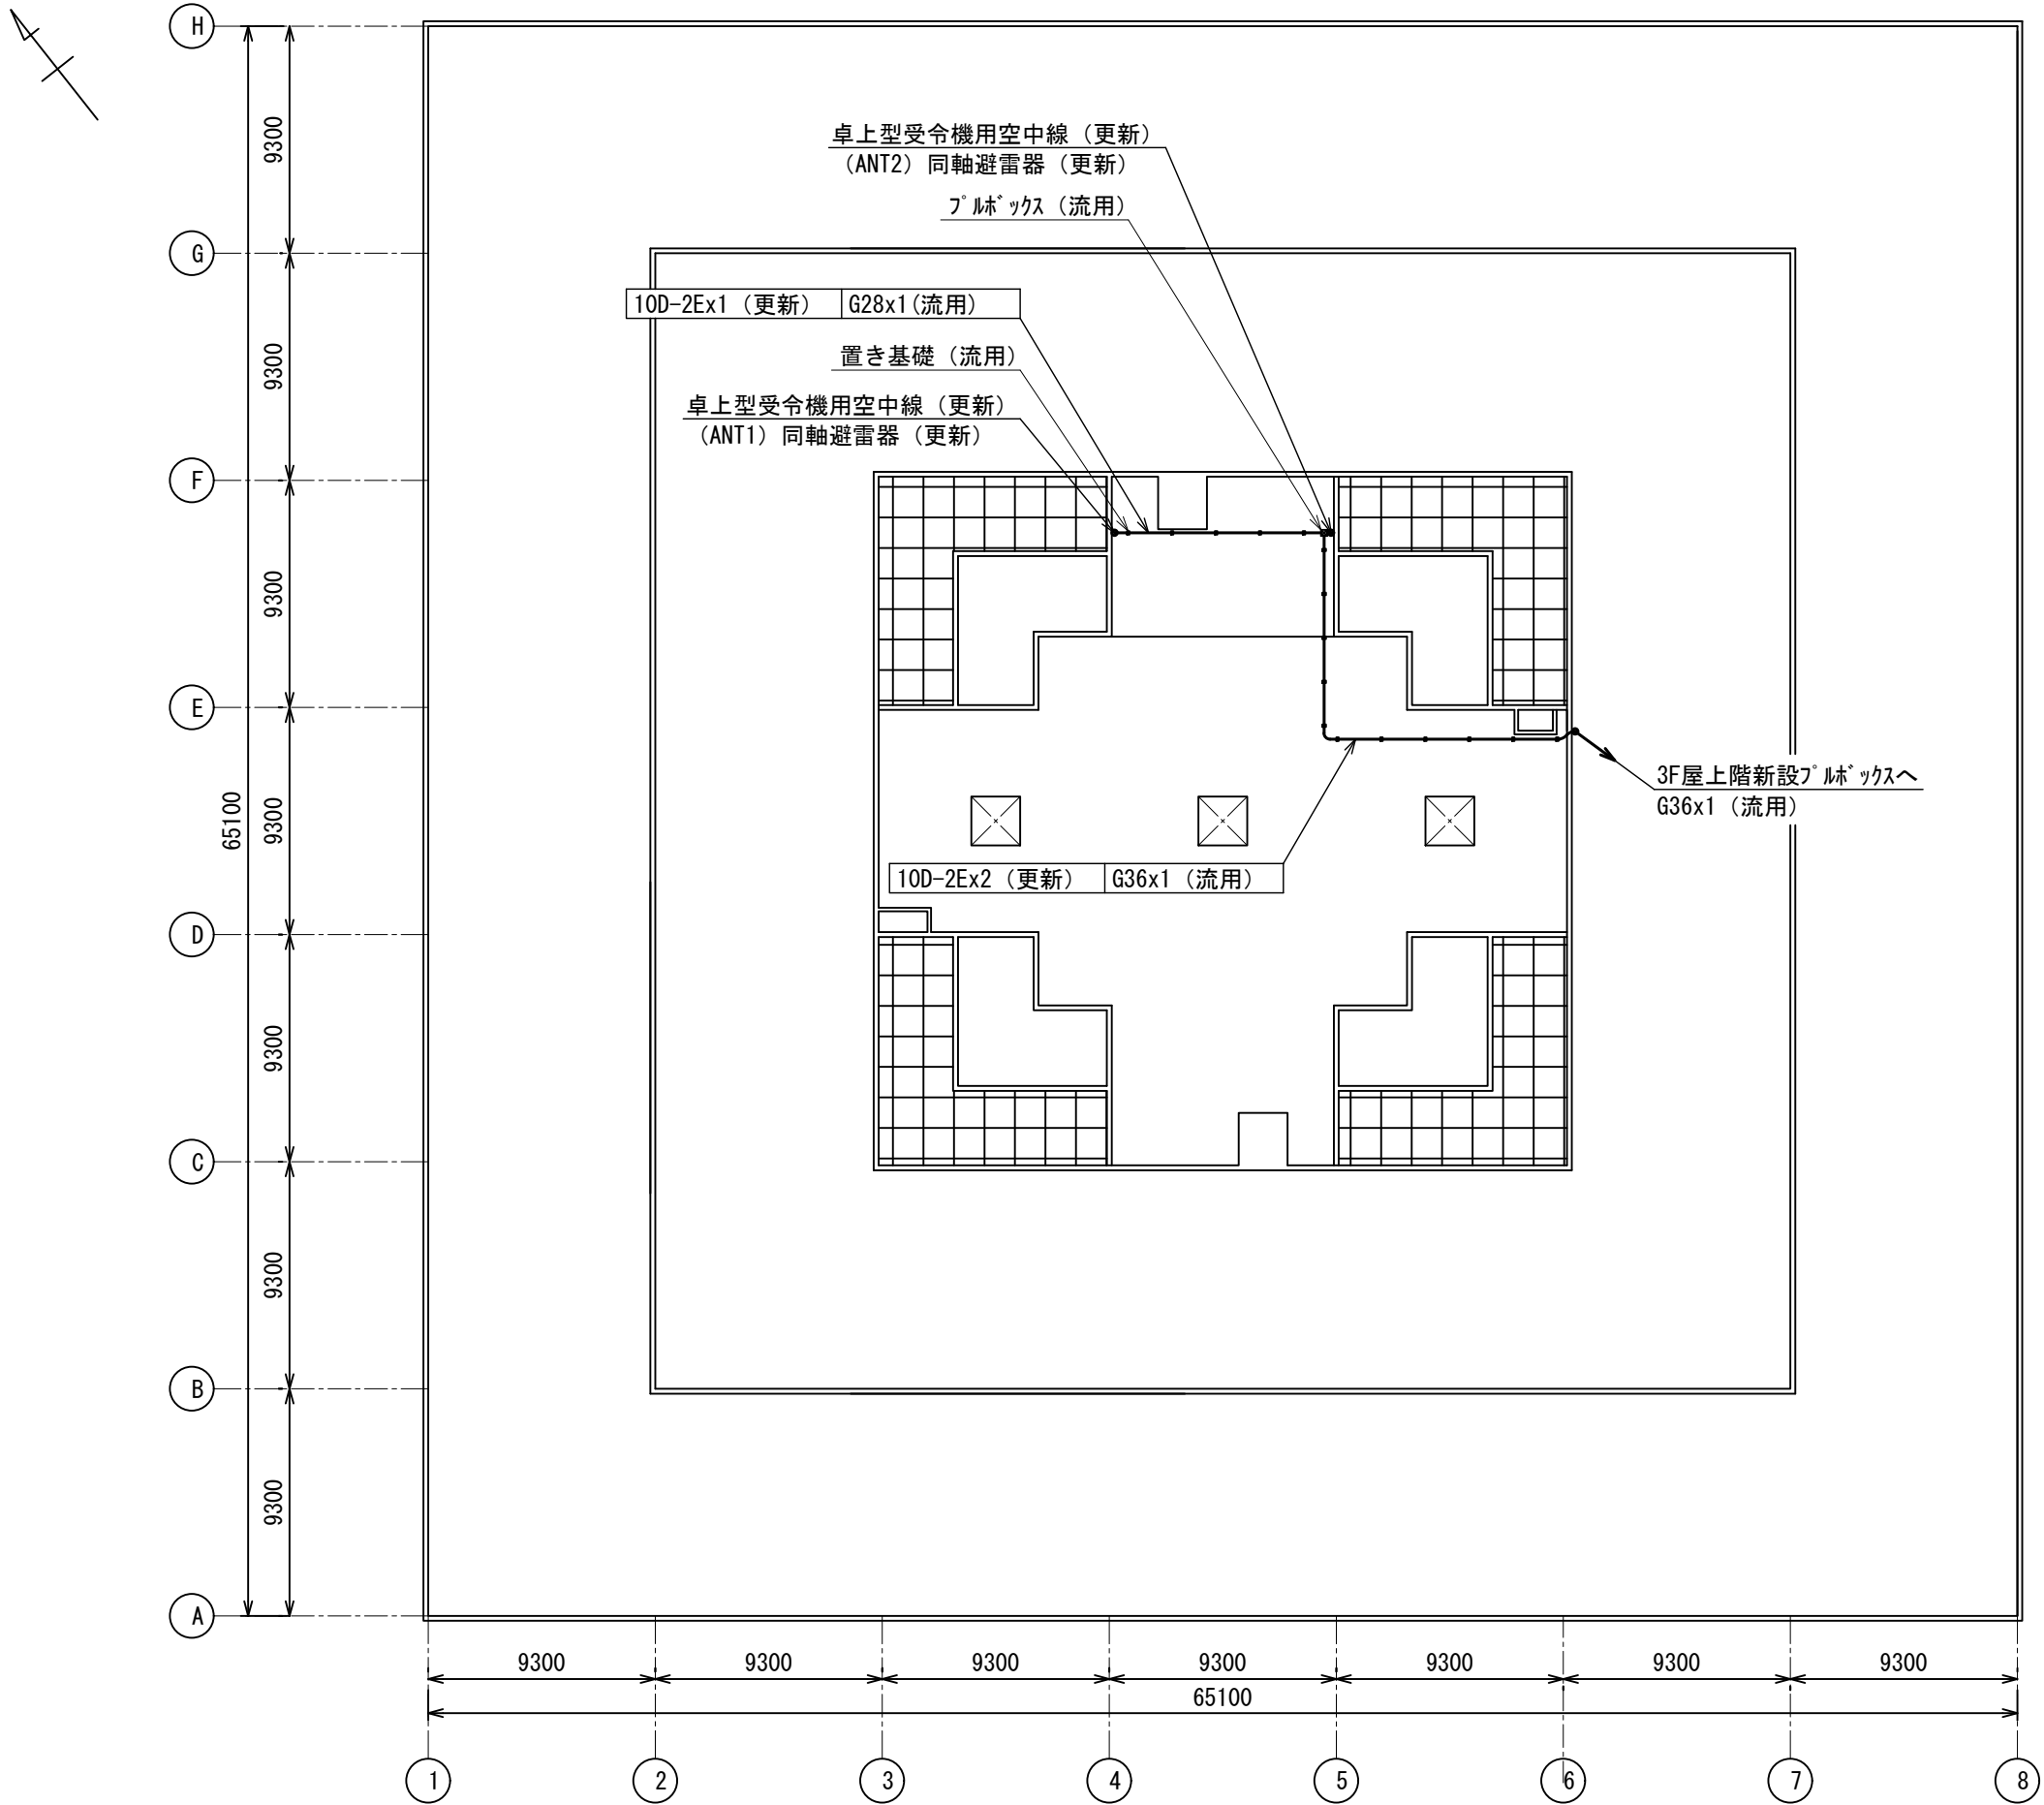 H
9300
卓上型受令機用空中線（更新）
（ANT2）同軸避雷器（更新）
ﾌﾟﾙﾎﾞｯｸｽ（流用）
G
10D-2Ex1（更新） G28x1(流用)
9300
置き基礎（流用）
卓上型受令機用空中線（更新）
（ANT1）同軸避雷器（更新）
F
9300
E
3F屋上階新設ﾌﾟﾙﾎﾞｯｸｽへ
G36x1（流用）
65100
9300
10D-2Ex2（更新） G36x1（流用）
D
9300
C
9300
B
9300
A
9300 9300 9300 9300 9300 9300 9300
65100
1 2 3 4 5 6 7 8